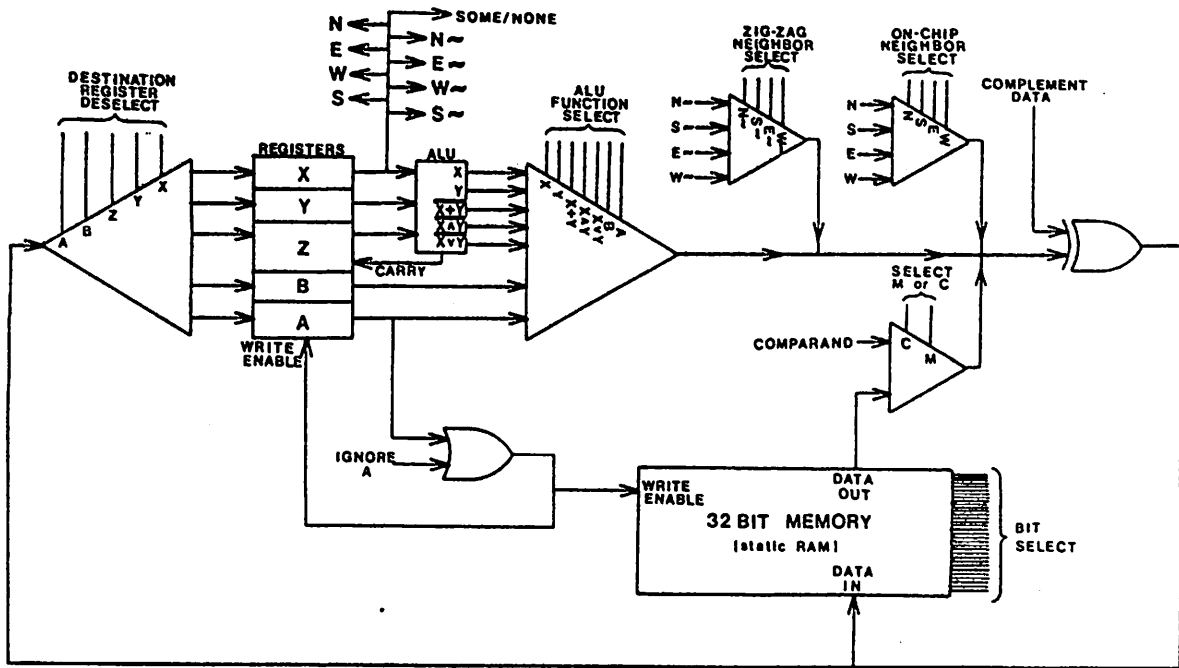 N
E
W
S
SOME/NONE
N~
E~
W~
S~
ZIG-ZAG
NEIGHBOR
SELECT
ON-CHIP
NEIGHBOR
SELECT
COMPLEMENT
DATA
DESTINATION
REGISTER
DESELECT
ALU
FUNCTION
SELECT
N~
S~
E~
W~
N~
S~
E~
W~
N
S
E
W
N
S
E
W
REGISTERS
X
Y
Z
B
A
ALU
X
Y
X+Y
X∧Y
X∨Y
CARRY
A
B
Z
Y
X
X
Y
X+Y
X∧Y
X∨Y
B
A
WRITE
ENABLE
SELECT
M or C
COMPARAND
C
M
IGNORE
A
WRITE
ENABLE
DATA
OUT
32 BIT MEMORY
[static RAM]
DATA
IN
BIT
SELECT